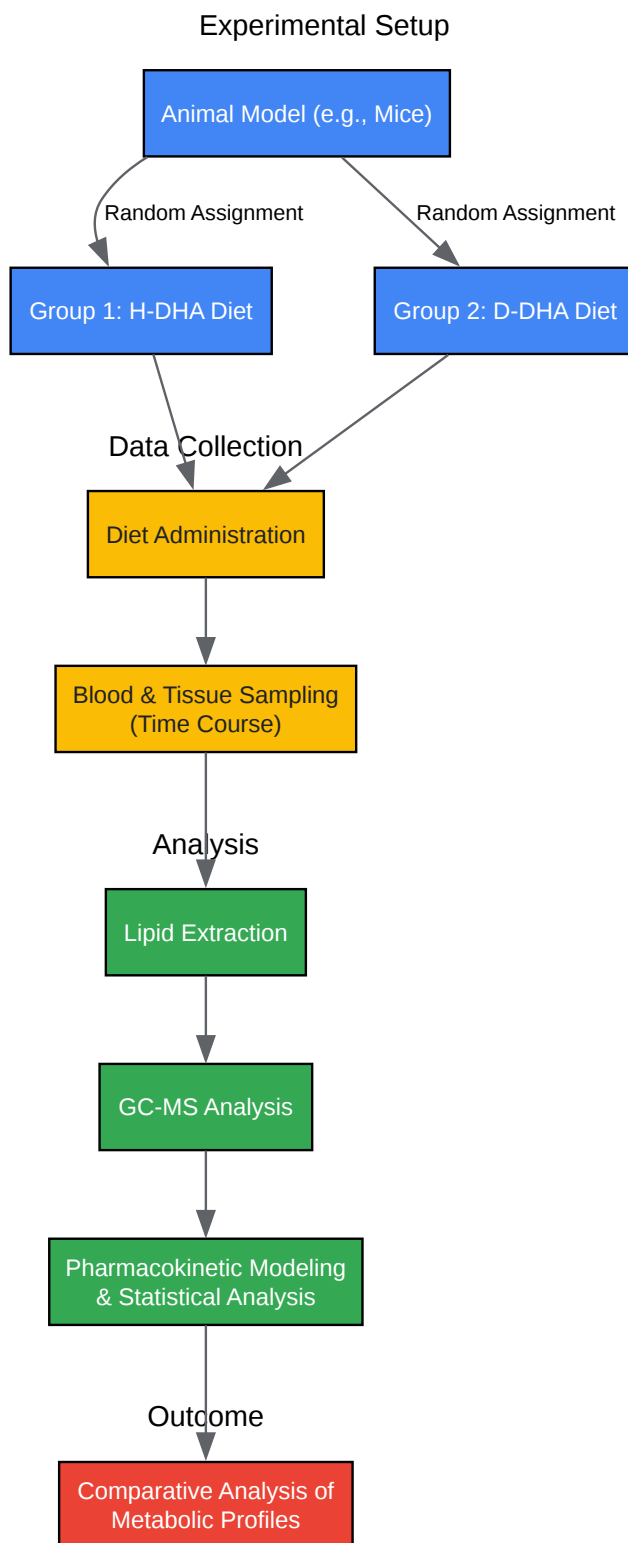 Experimental Setup
Animal Model (e.g., Mice)
Random Assignment
Random Assignment
Group 1: H-DHA Diet
Group 2: D-DHA Diet
Data Collection
Diet Administration
Blood & Tissue Sampling
(Time Course)
Analysis
Lipid Extraction
GC-MS Analysis
Pharmacokinetic Modeling
& Statistical Analysis
Outcome
Comparative Analysis of
Metabolic Profiles